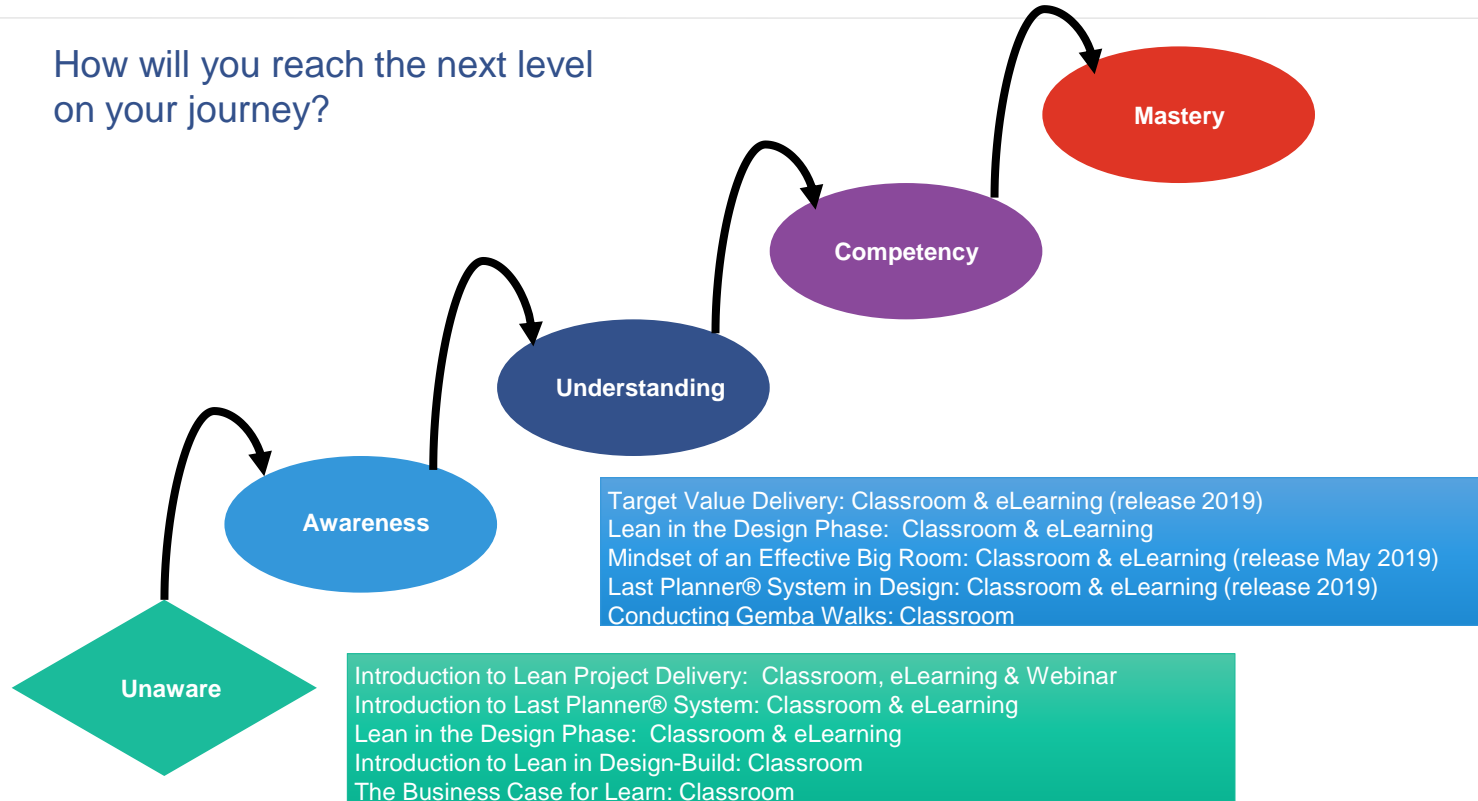 How will you reach the next level
on your journey?
Mastery
Competency
Understanding
Awareness
Target Value Delivery: Classroom & eLearning (release 2019)
Lean in the Design Phase:  Classroom & eLearning
Mindset of an Effective Big Room: Classroom & eLearning (release May 2019)
Last Planner® System in Design: Classroom & eLearning (release 2019)
Conducting Gemba Walks: Classroom
Unaware
Introduction to Lean Project Delivery:  Classroom, eLearning & Webinar
Introduction to Last Planner® System: Classroom & eLearning
Lean in the Design Phase:  Classroom & eLearning
Introduction to Lean in Design-Build: Classroom
The Business Case for Learn: Classroom